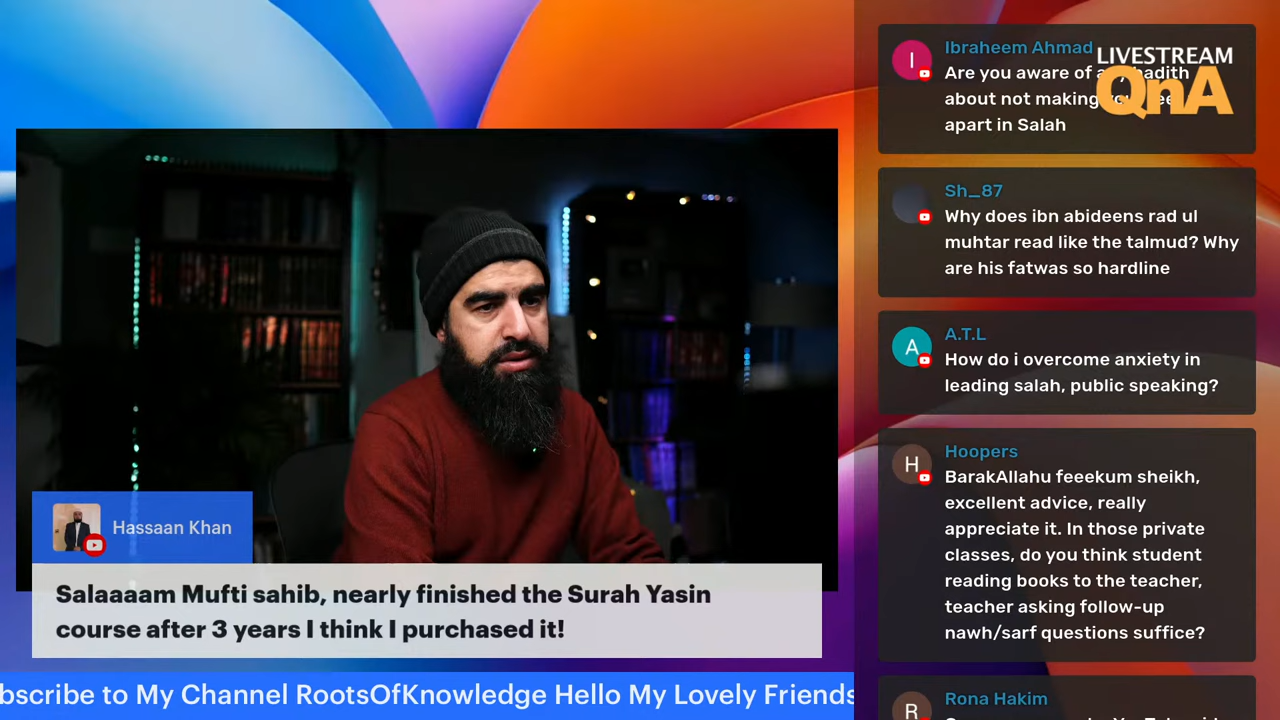 Ibraheem Ahmad
Are you aware of any hadith
about not making your feet
apart in Salah
LIVESTREAM
QnA
Sh_87
Why does ibn abideens rad ul
muhtar read like the talmud? Why
are his fatwas so hardline
A
A.T.L
How do i overcome anxiety in
leading salah, public speaking?
H
Hoopers
BarakAllahu feeekum sheikh,
excellent advice, really
appreciate it. In those private
classes, do you think student
reading books to the teacher,
teacher asking follow-up
nawh/sarf questions suffice?
R
Rona Hakim
Hassaan Khan
Salaaaam Mufti sahib, nearly finished the Surah Yasin
course after 3 years I think I purchased it!
bscribe to My Channel RootsOfKnowledge Hello My Lovely Friends